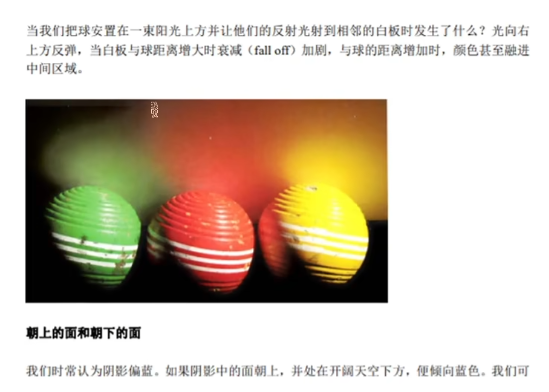 当我们把球安置在一束阳光上方并让他们的反射光射到相邻的白板时发生了什么？光向右
上方反弹，当白板与球距离增大时衰减（fall off）加剧，与球的距离增加时，颜色甚至融进
中间区域。
朝上的面和朝下的面
我们时常认为阴影偏蓝。如果阴影中的面朝上，并处在开阔天空下方，便倾向蓝色。我们可